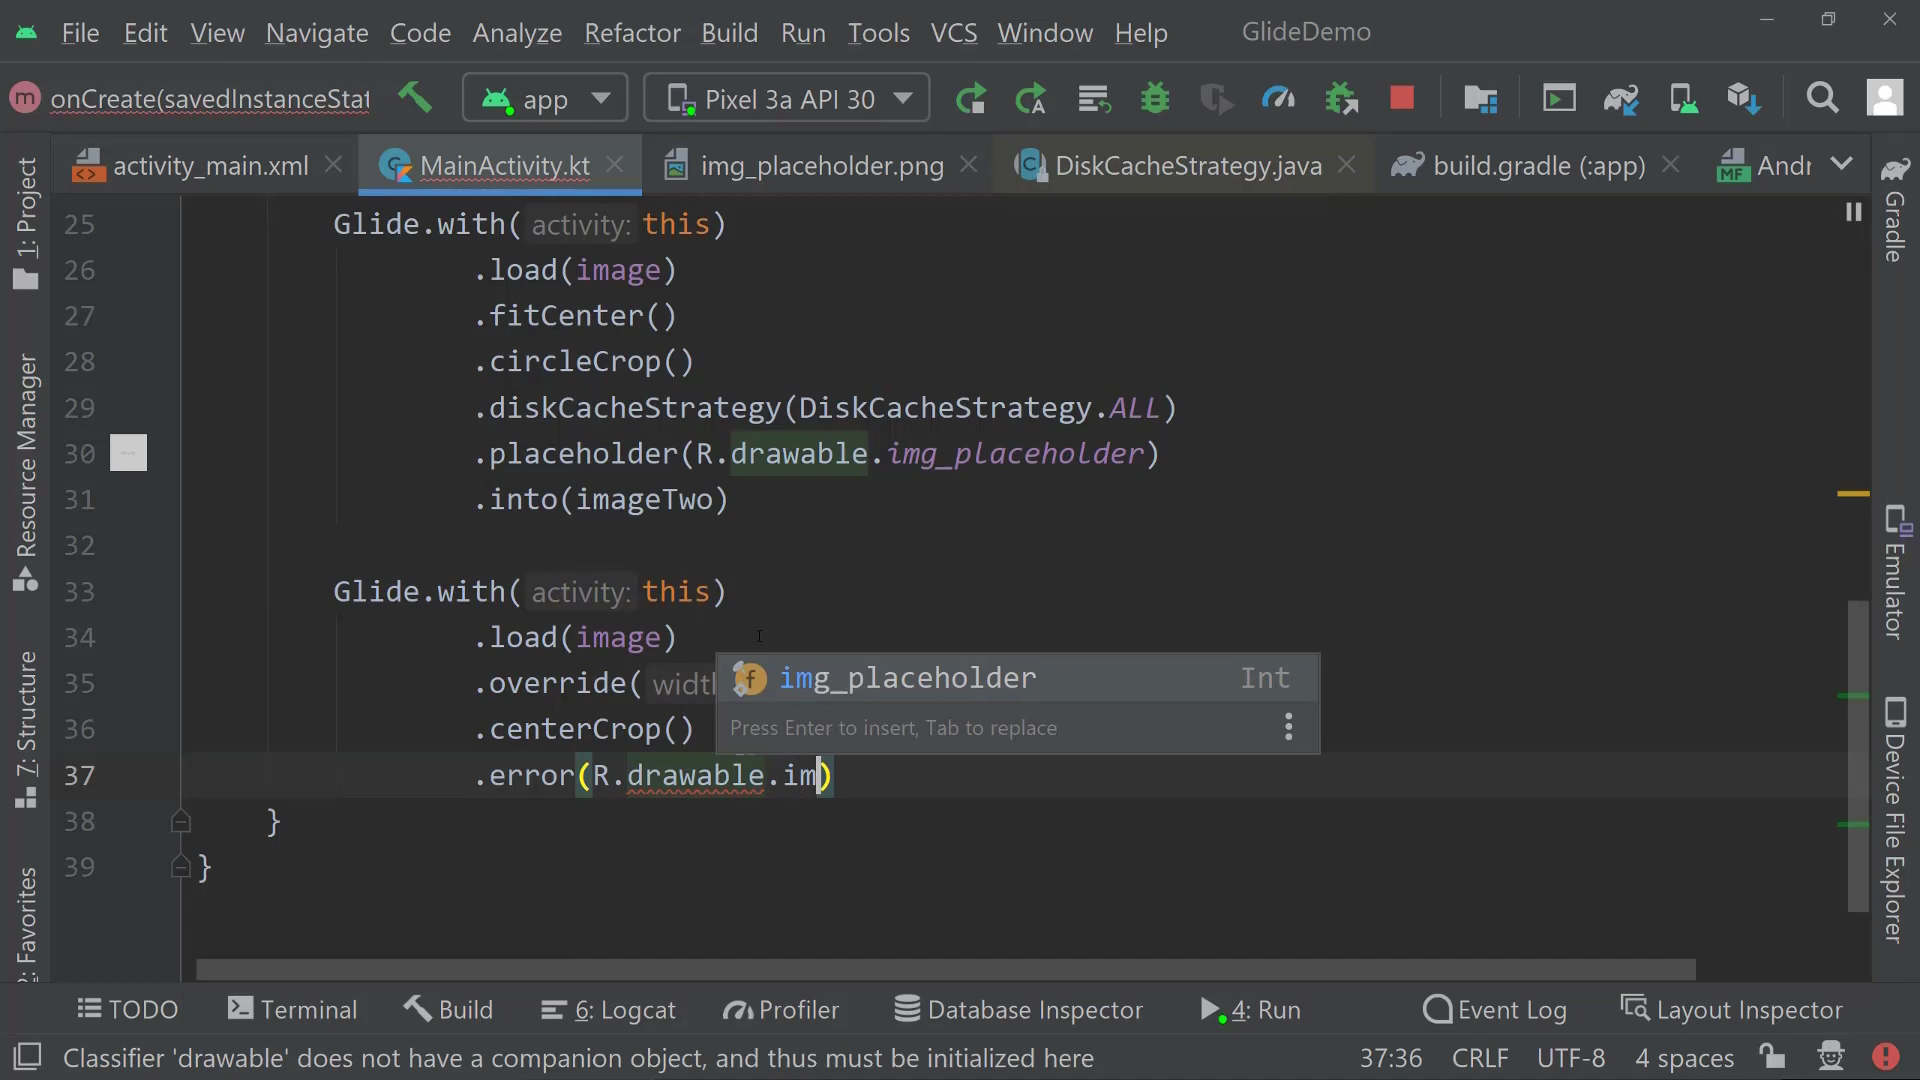 File Edit View Navigate Code Analyze Refactor Build Run Tools VCS Window Help GlideDemo
m onCreate(savedInstanceStat app Pixel 3a API 30
activity_main.xml MainActivity.kt img_placeholder.png DiskCacheStrategy.java build.gradle (:app) MF Andr
1: Project
Resource Manager
7: Structure
Favorites
25 Glide.with( activity: this)
26 .load(image)
27 .fitCenter()
28 .circleCrop()
29 .diskCacheStrategy(DiskCacheStrategy.ALL)
30 .placeholder(R.drawable.img_placeholder)
31 .into(imageTwo)
32
33 Glide.with( activity: this)
34 .load(image)
35 .override( width
36 .centerCrop()
37 .error(R.drawable.im)
38 }
39 }
f img_placeholder Int
Press Enter to insert, Tab to replace
Gradle
Emulator
Device File Explorer
TODO Terminal Build 6: Logcat Profiler Database Inspector 4: Run Event Log Layout Inspector
Classifier 'drawable' does not have a companion object, and thus must be initialized here 37:36 CRLF UTF-8 4 spaces